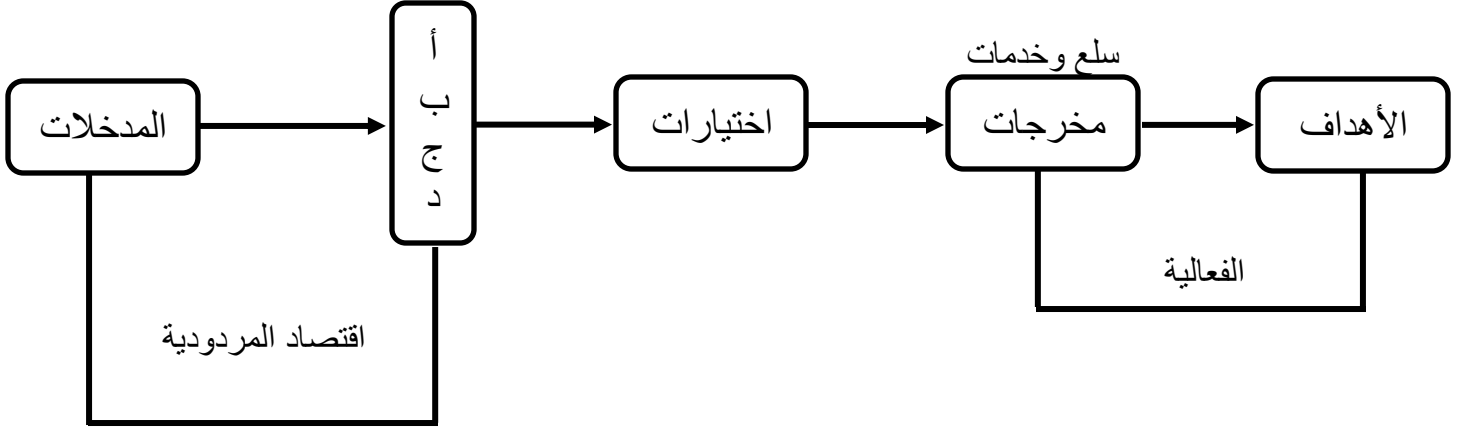 المدخلات
أ
ب
ج
د
اختيارات
سلع وخدمات
مخرجات
الأهداف
اقتصاد المردودية
الفعالية